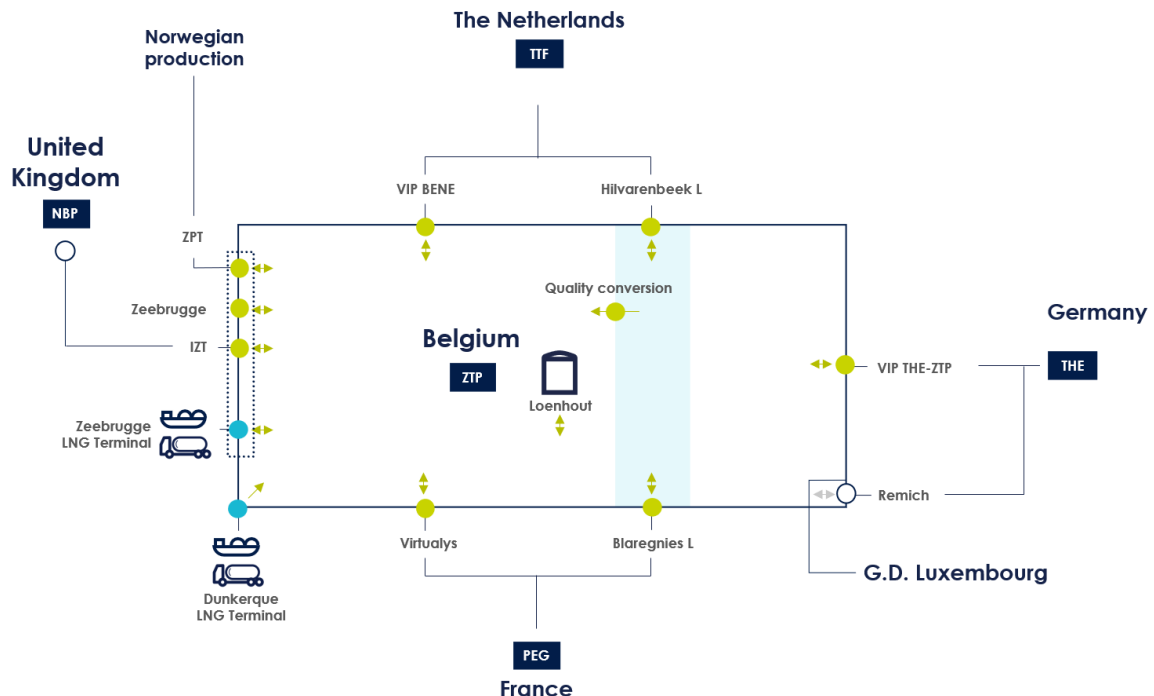 The Netherlands
TTF
Norwegian
production
United
Kingdom
NBP
VIP BENE
Hilvarenbeek L
ZPT
Zeebrugge
IZT
Quality conversion
Belgium
ZTP
Loenhout
Germany
THE
VIP THE-ZTP
Zeebrugge
LNG Terminal
Remich
Virtualys
Blaregnies L
G.D. Luxembourg
Dunkerque
LNG Terminal
PEG
France